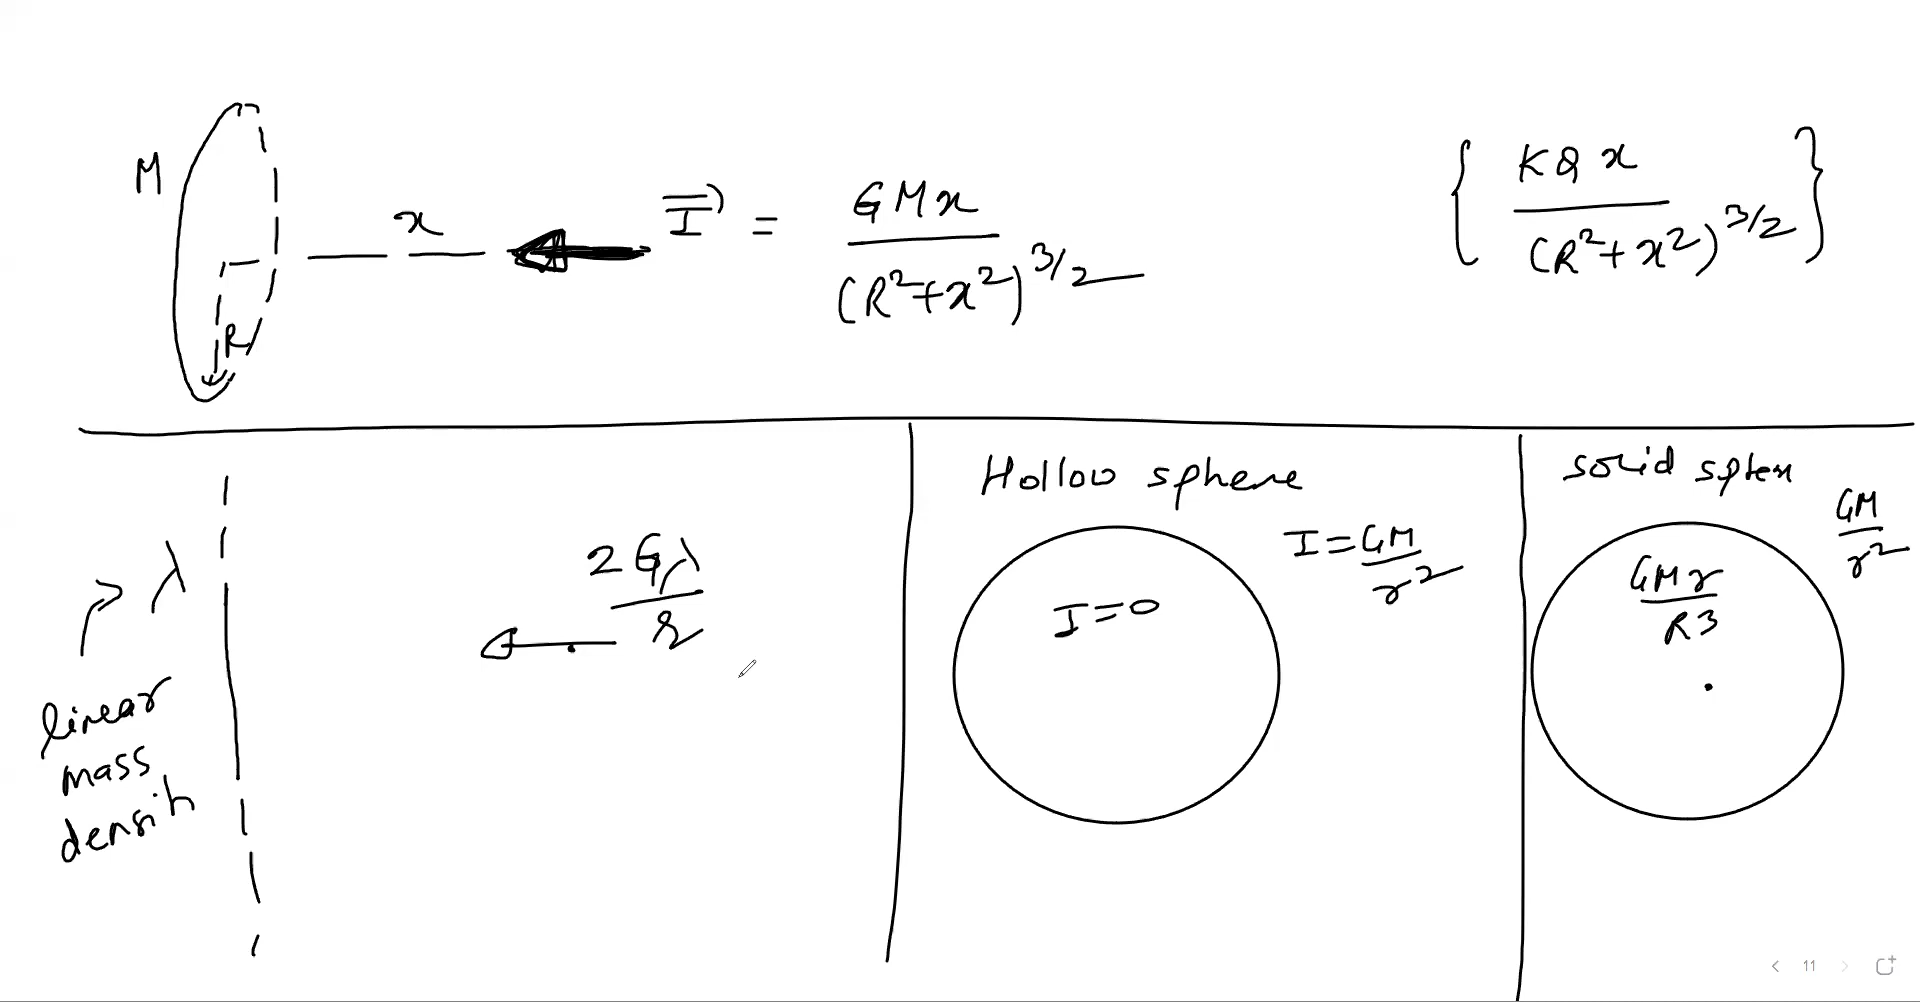 M
x
R
I⃗ = GMx / (R²+x²)^3/2
{ KQx / (R²+x²)^3/2 }
λ
linear
mass
density
2Gλ / r
Hollow sphere
I=0
I = GM / r²
solid sphere
GMr / R3
GM / r²
11